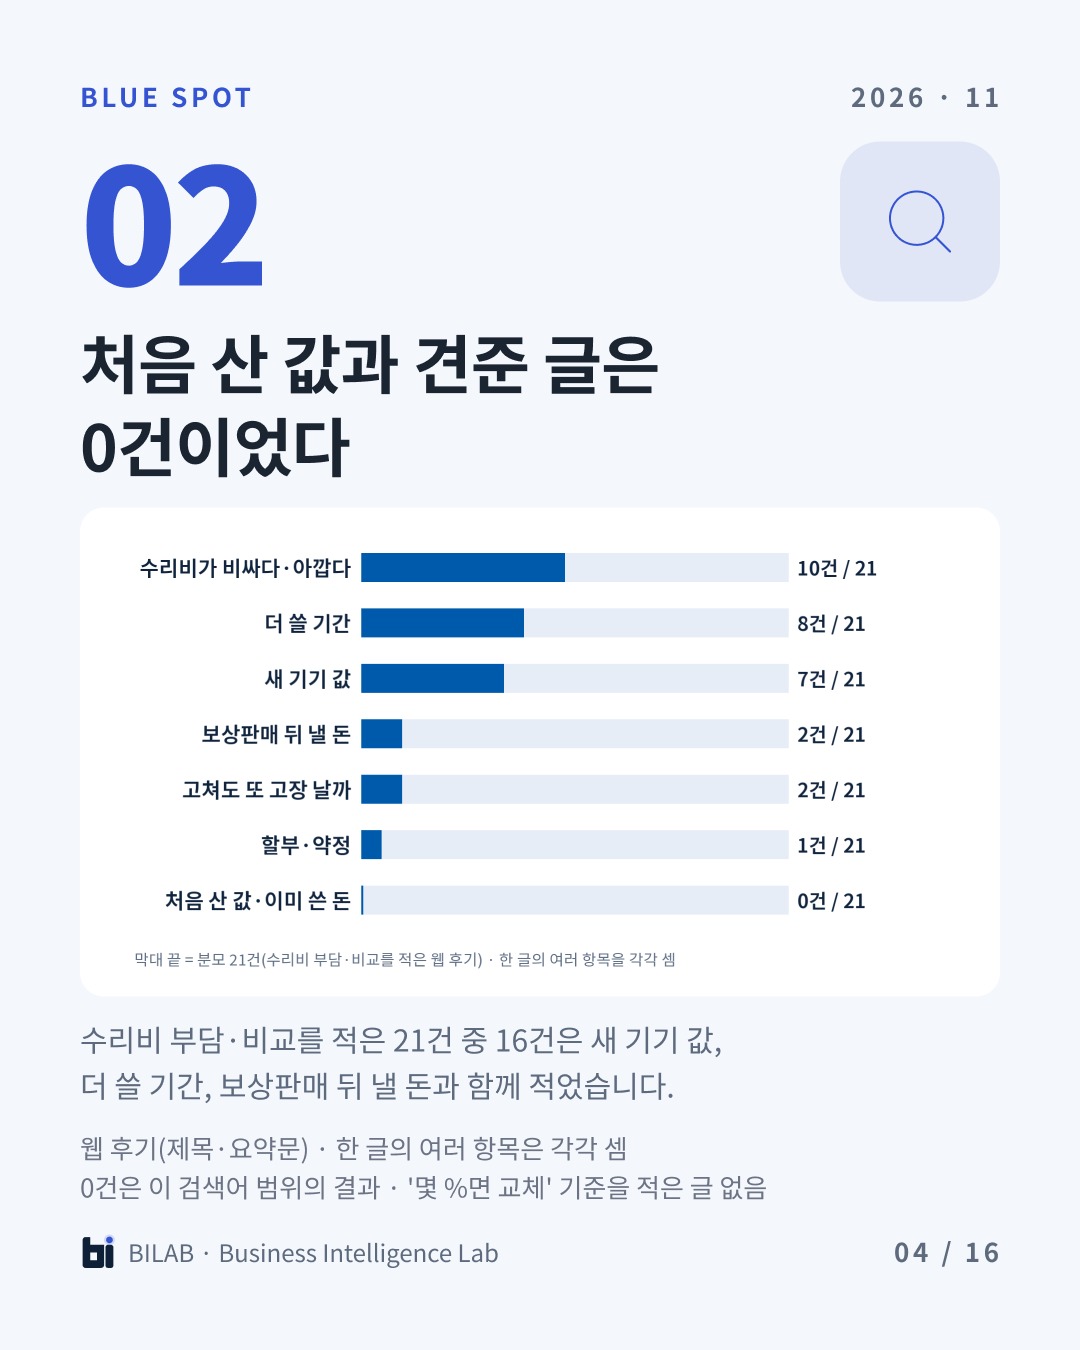 BLUE SPOT
2026 · 11
02
처음 산 값과 견준 글은
0건이었다
수리비가 비싸다·아깝다 10건 / 21
더 쓸 기간 8건 / 21
새 기기 값 7건 / 21
보상판매 뒤 낼 돈 2건 / 21
고쳐도 또 고장 날까 2건 / 21
할부·약정 1건 / 21
처음 산 값·이미 쓴 돈 0건 / 21
막대 끝 = 분모 21건(수리비 부담·비교를 적은 웹 후기) · 한 글의 여러 항목을 각각 셈
수리비 부담·비교를 적은 21건 중 16건은 새 기기 값,
더 쓸 기간, 보상판매 뒤 낼 돈과 함께 적었습니다.
웹 후기(제목·요약문) · 한 글의 여러 항목은 각각 셈
0건은 이 검색어 범위의 결과 · '몇 %면 교체' 기준을 적은 글 없음
bi BILAB · Business Intelligence Lab
04 / 16